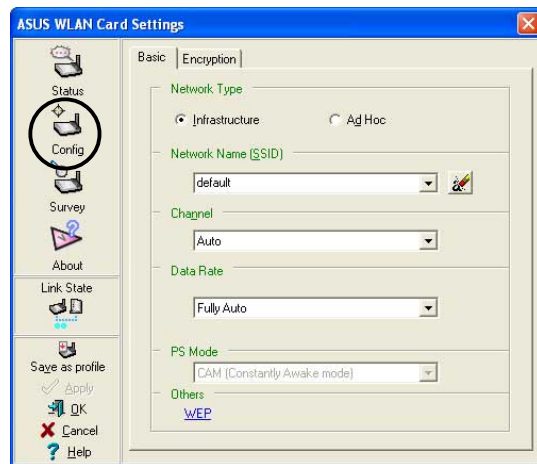 ASUS WLAN Card Settings
Status
Config
Survey
About
Link State
Save as profile
Apply
OK
Cancel
Help
Basic
Encryption
Network Type
Infrastructure
Ad Hoc
Network Name (SSID)
default
Channel
Auto
Data Rate
Fully Auto
PS Mode
CAM (Constantly Awake mode)
Others
WEP